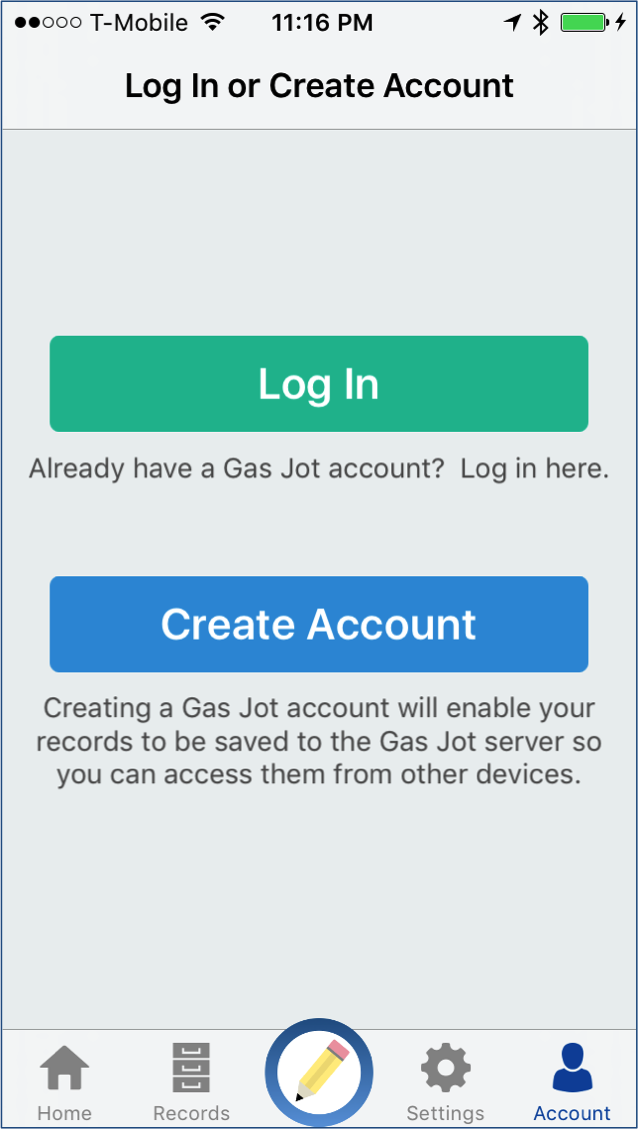 T-Mobile 11:16 PM
Log In or Create Account
Log In
Already have a Gas Jot account?  Log in here.
Create Account
Creating a Gas Jot account will enable your
records to be saved to the Gas Jot server so
you can access them from other devices.
Home Records Settings Account